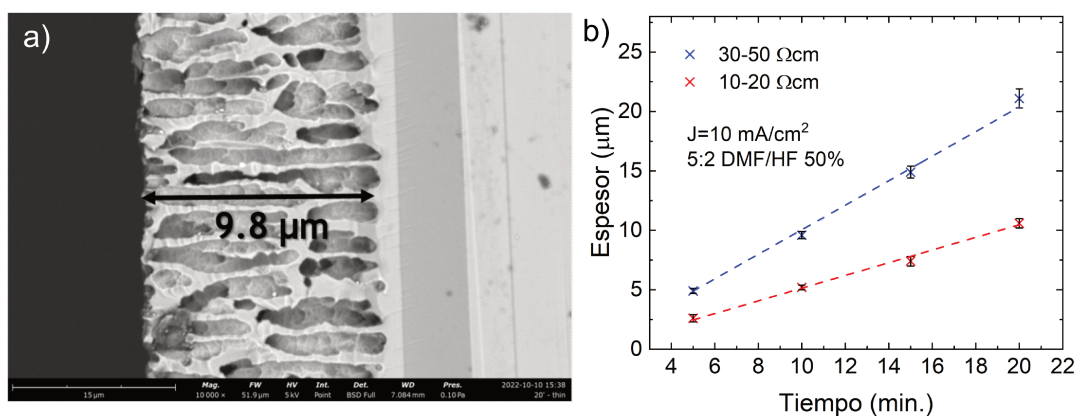 a)
9.8 µm
15 µm
Mag. FW HV Int. Det. WD Pres. 2022-10-10 15:38
10 000 × 51.9 µm 5 kV Point BSD Full 7.084 mm 0.10 Pa 20' - thin
b)
30-50 Ωcm
10-20 Ωcm
J=10 mA/cm²
5:2 DMF/HF 50%
Espesor (µm)
25
20
15
10
5
0
4 6 8 10 12 14 16 18 20 22
Tiempo (min.)